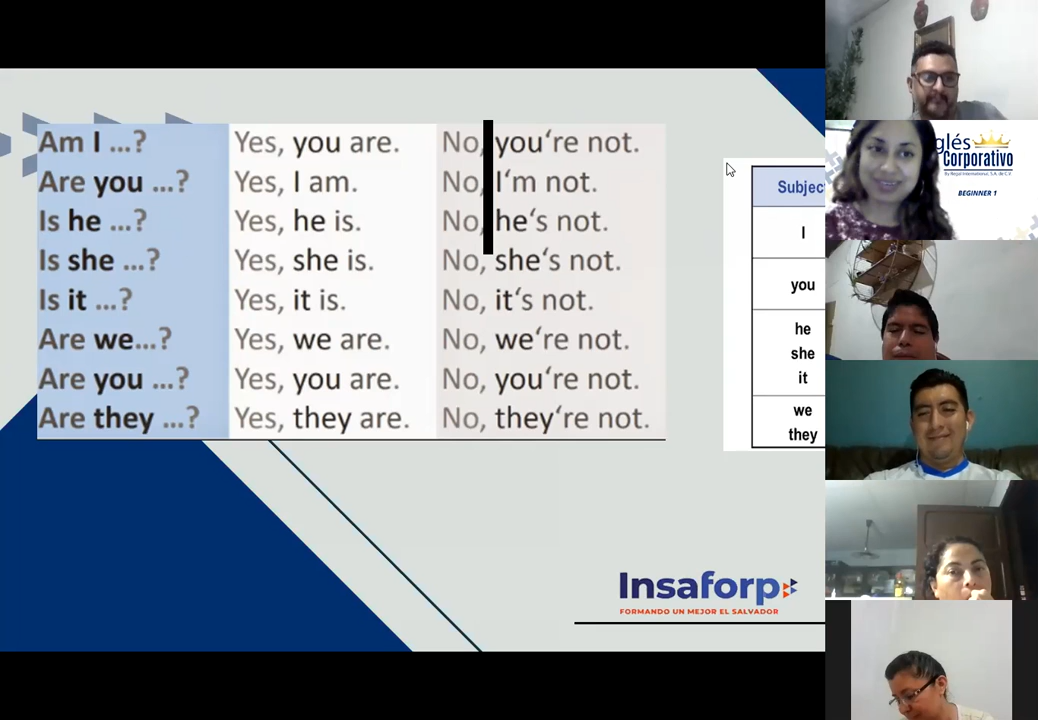 Am I ...? Yes, you are. No, you're not.
Are you ...? Yes, I am. No, I'm not.
Is he ...? Yes, he is. No, he's not.
Is she ...? Yes, she is. No, she's not.
Is it ...? Yes, it is. No, it's not.
Are we...? Yes, we are. No, we're not.
Are you ...? Yes, you are. No, you're not.
Are they ...? Yes, they are. No, they're not.
Subjec
I
you
he
she
it
we
they
Insaforp
FORMANDO UN MEJOR EL SALVADOR
glés
Corporativo
By Regal International, S.A. de C.V.
BEGINNER 1